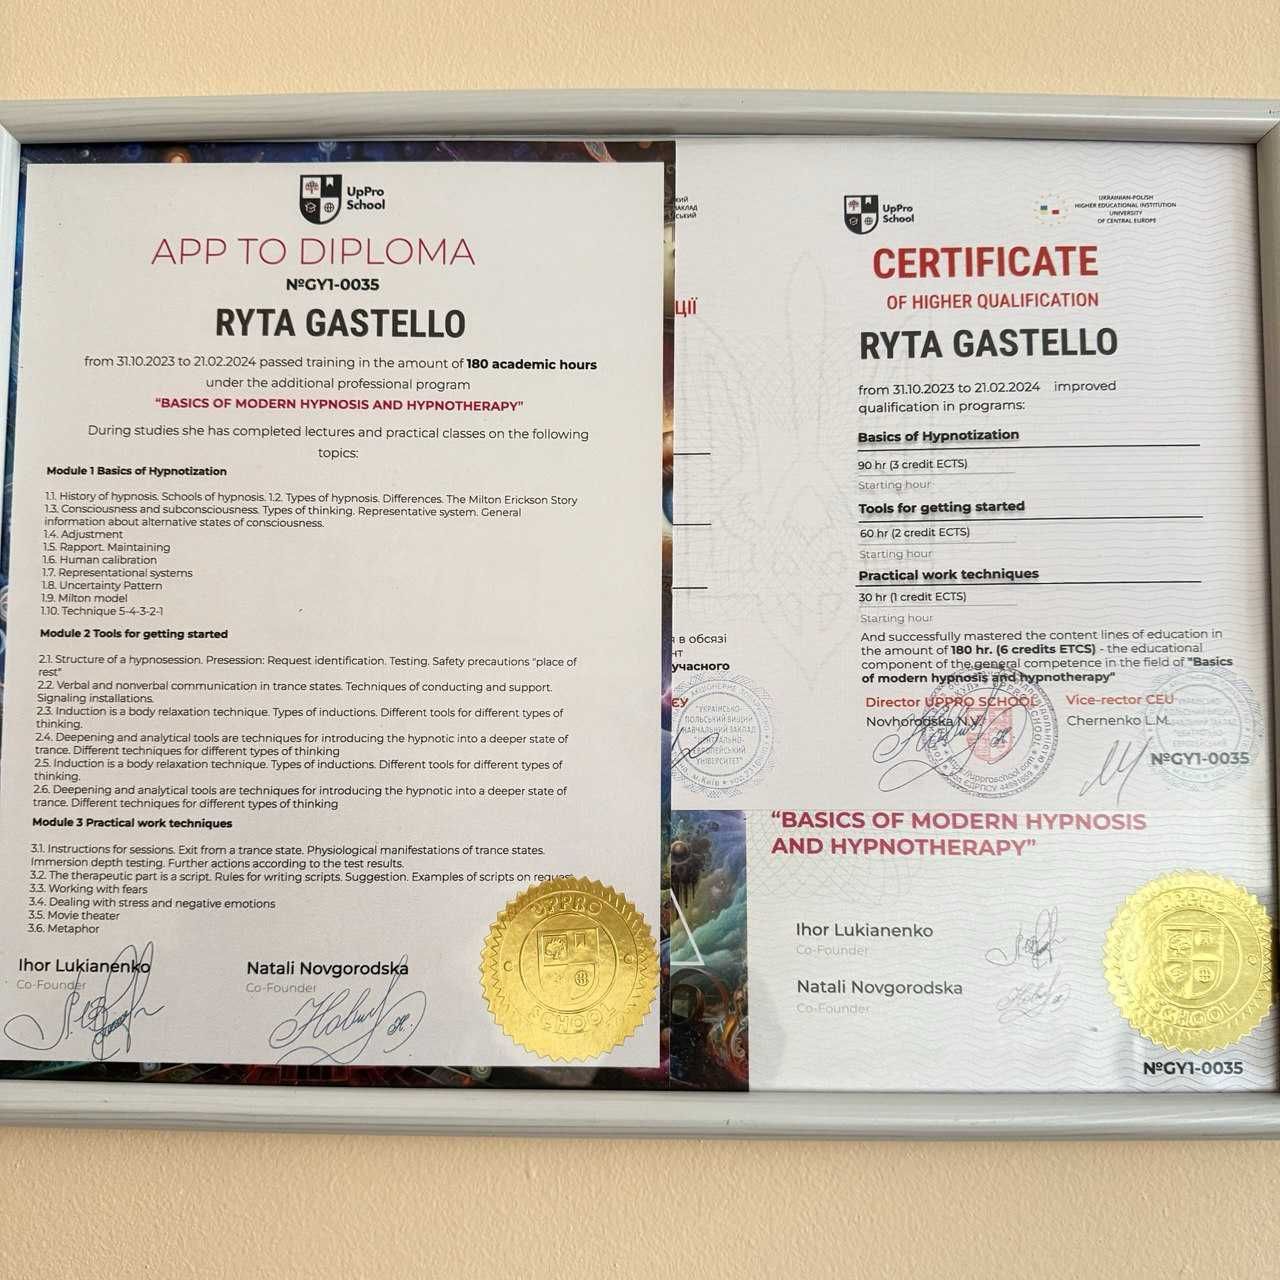 UpPro
School
APP TO DIPLOMA
№GY1-0035
RYTA GASTELLO
from 31.10.2023 to 21.02.2024 passed training in the amount of 180 academic hours
under the additional professional program
“BASICS OF MODERN HYPNOSIS AND HYPNOTHERAPY”
During studies she has completed lectures and practical classes on the following
topics:
Module 1 Basics of Hypnotization
1.1. History of hypnosis. Schools of hypnosis. 1.2. Types of hypnosis. Differences. The Milton Erickson Story
1.3. Consciousness and subconsciousness. Types of thinking. Representative system. General
information about alternative states of consciousness.
1.4. Adjustment
1.5. Rapport. Maintaining
1.6. Human calibration
1.7. Representational systems
1.8. Uncertainty Pattern
1.9. Milton model
1.10. Technique 5-4-3-2-1
Module 2 Tools for getting started
2.1. Structure of a hypnosession. Presession: Request identification. Testing. Safety precautions “place of
rest”
2.2. Verbal and nonverbal communication in trance states. Techniques of conducting and support.
Signaling installations.
2.3. Induction is a body relaxation technique. Types of inductions. Different tools for different types of
thinking.
2.4. Deepening and analytical tools are techniques for introducing the hypnotic into a deeper state of
trance. Different techniques for different types of thinking
2.5. Induction is a body relaxation technique. Types of inductions. Different tools for different types of
thinking.
2.6. Deepening and analytical tools are techniques for introducing the hypnotic into a deeper state of
trance. Different techniques for different types of thinking
Module 3 Practical work techniques
3.1. Instructions for sessions. Exit from a trance state. Physiological manifestations of trance states.
Immersion depth testing. Further actions according to the test results.
3.2. The therapeutic part is a script. Rules for writing scripts. Suggestion. Examples of scripts on request.
3.3. Working with fears
3.4. Dealing with stress and negative emotions
3.5. Movie theater
3.6. Metaphor
Ihor Lukianenko
Co-Founder
Natali Novgorodska
Co-Founder
UPPRO
SCHOOL
ЦІЇ
я в обсязі
нт
учасного
ЕУ
"УКРАЇНСЬКО-
ПОЛЬСЬКИЙ ВИЩИЙ
НАВЧАЛЬНИЙ ЗАКЛАД
"ЦЕНТРАЛЬНО-
ЄВРОПЕЙСЬКИЙ
УНІВЕРСИТЕТ"
UpPro
School
UKRAINIAN-POLISH
HIGHER EDUCATIONAL INSTITUTION
UNIVERSITY
OF CENTRAL EUROPE
CERTIFICATE
OF HIGHER QUALIFICATION
RYTA GASTELLO
from 31.10.2023 to 21.02.2024 improved
qualification in programs:
Basics of Hypnotization
90 hr (3 credit ECTS)
Starting hour
Tools for getting started
60 hr (2 credit ECTS)
Starting hour
Practical work techniques
30 hr (1 credit ECTS)
Starting hour
And successfully mastered the content lines of education in
the amount of 180 hr. (6 credits ETCS) - the educational
component of the general competence in the field of "Basics
of modern hypnosis and hypnotherapy"
Director UPPRO SCHOOL
Novhorodska N.V.
Vice-rector CEU
Chernenko L.M.
№GY1-0035
“BASICS OF MODERN HYPNOSIS
AND HYPNOTHERAPY”
Ihor Lukianenko
Co-Founder
Natali Novgorodska
Co-Founder
UPPRO
SCHOOL
№GY1-0035